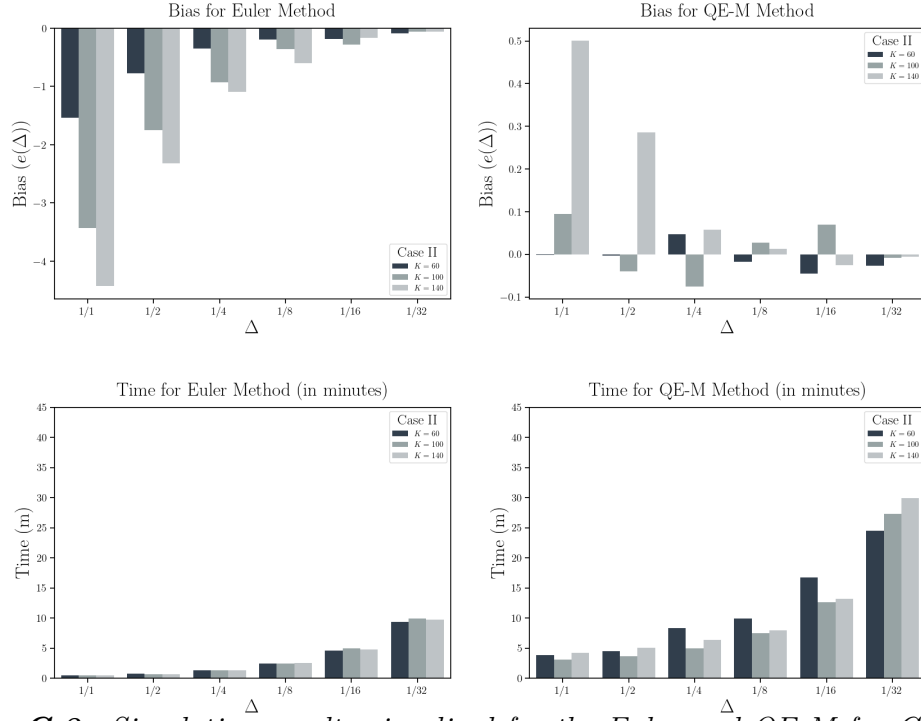 Bias for Euler Method
0
−1
−2
−3
−4
Bias (e(Δ))
Case II
K = 60
K = 100
K = 140
1/1 1/2 1/4 1/8 1/16 1/32
Δ
Bias for QE-M Method
0.5
0.4
0.3
0.2
0.1
0.0
−0.1
Bias (e(Δ))
Case II
K = 60
K = 100
K = 140
1/1 1/2 1/4 1/8 1/16 1/32
Δ
Time for Euler Method (in minutes)
45
40
35
30
25
20
15
10
5
0
Time (m)
Case II
K = 60
K = 100
K = 140
1/1 1/2 1/4 1/8 1/16 1/32
Δ
Time for QE-M Method (in minutes)
45
40
35
30
25
20
15
10
5
0
Time (m)
Case II
K = 60
K = 100
K = 140
1/1 1/2 1/4 1/8 1/16 1/32
Δ